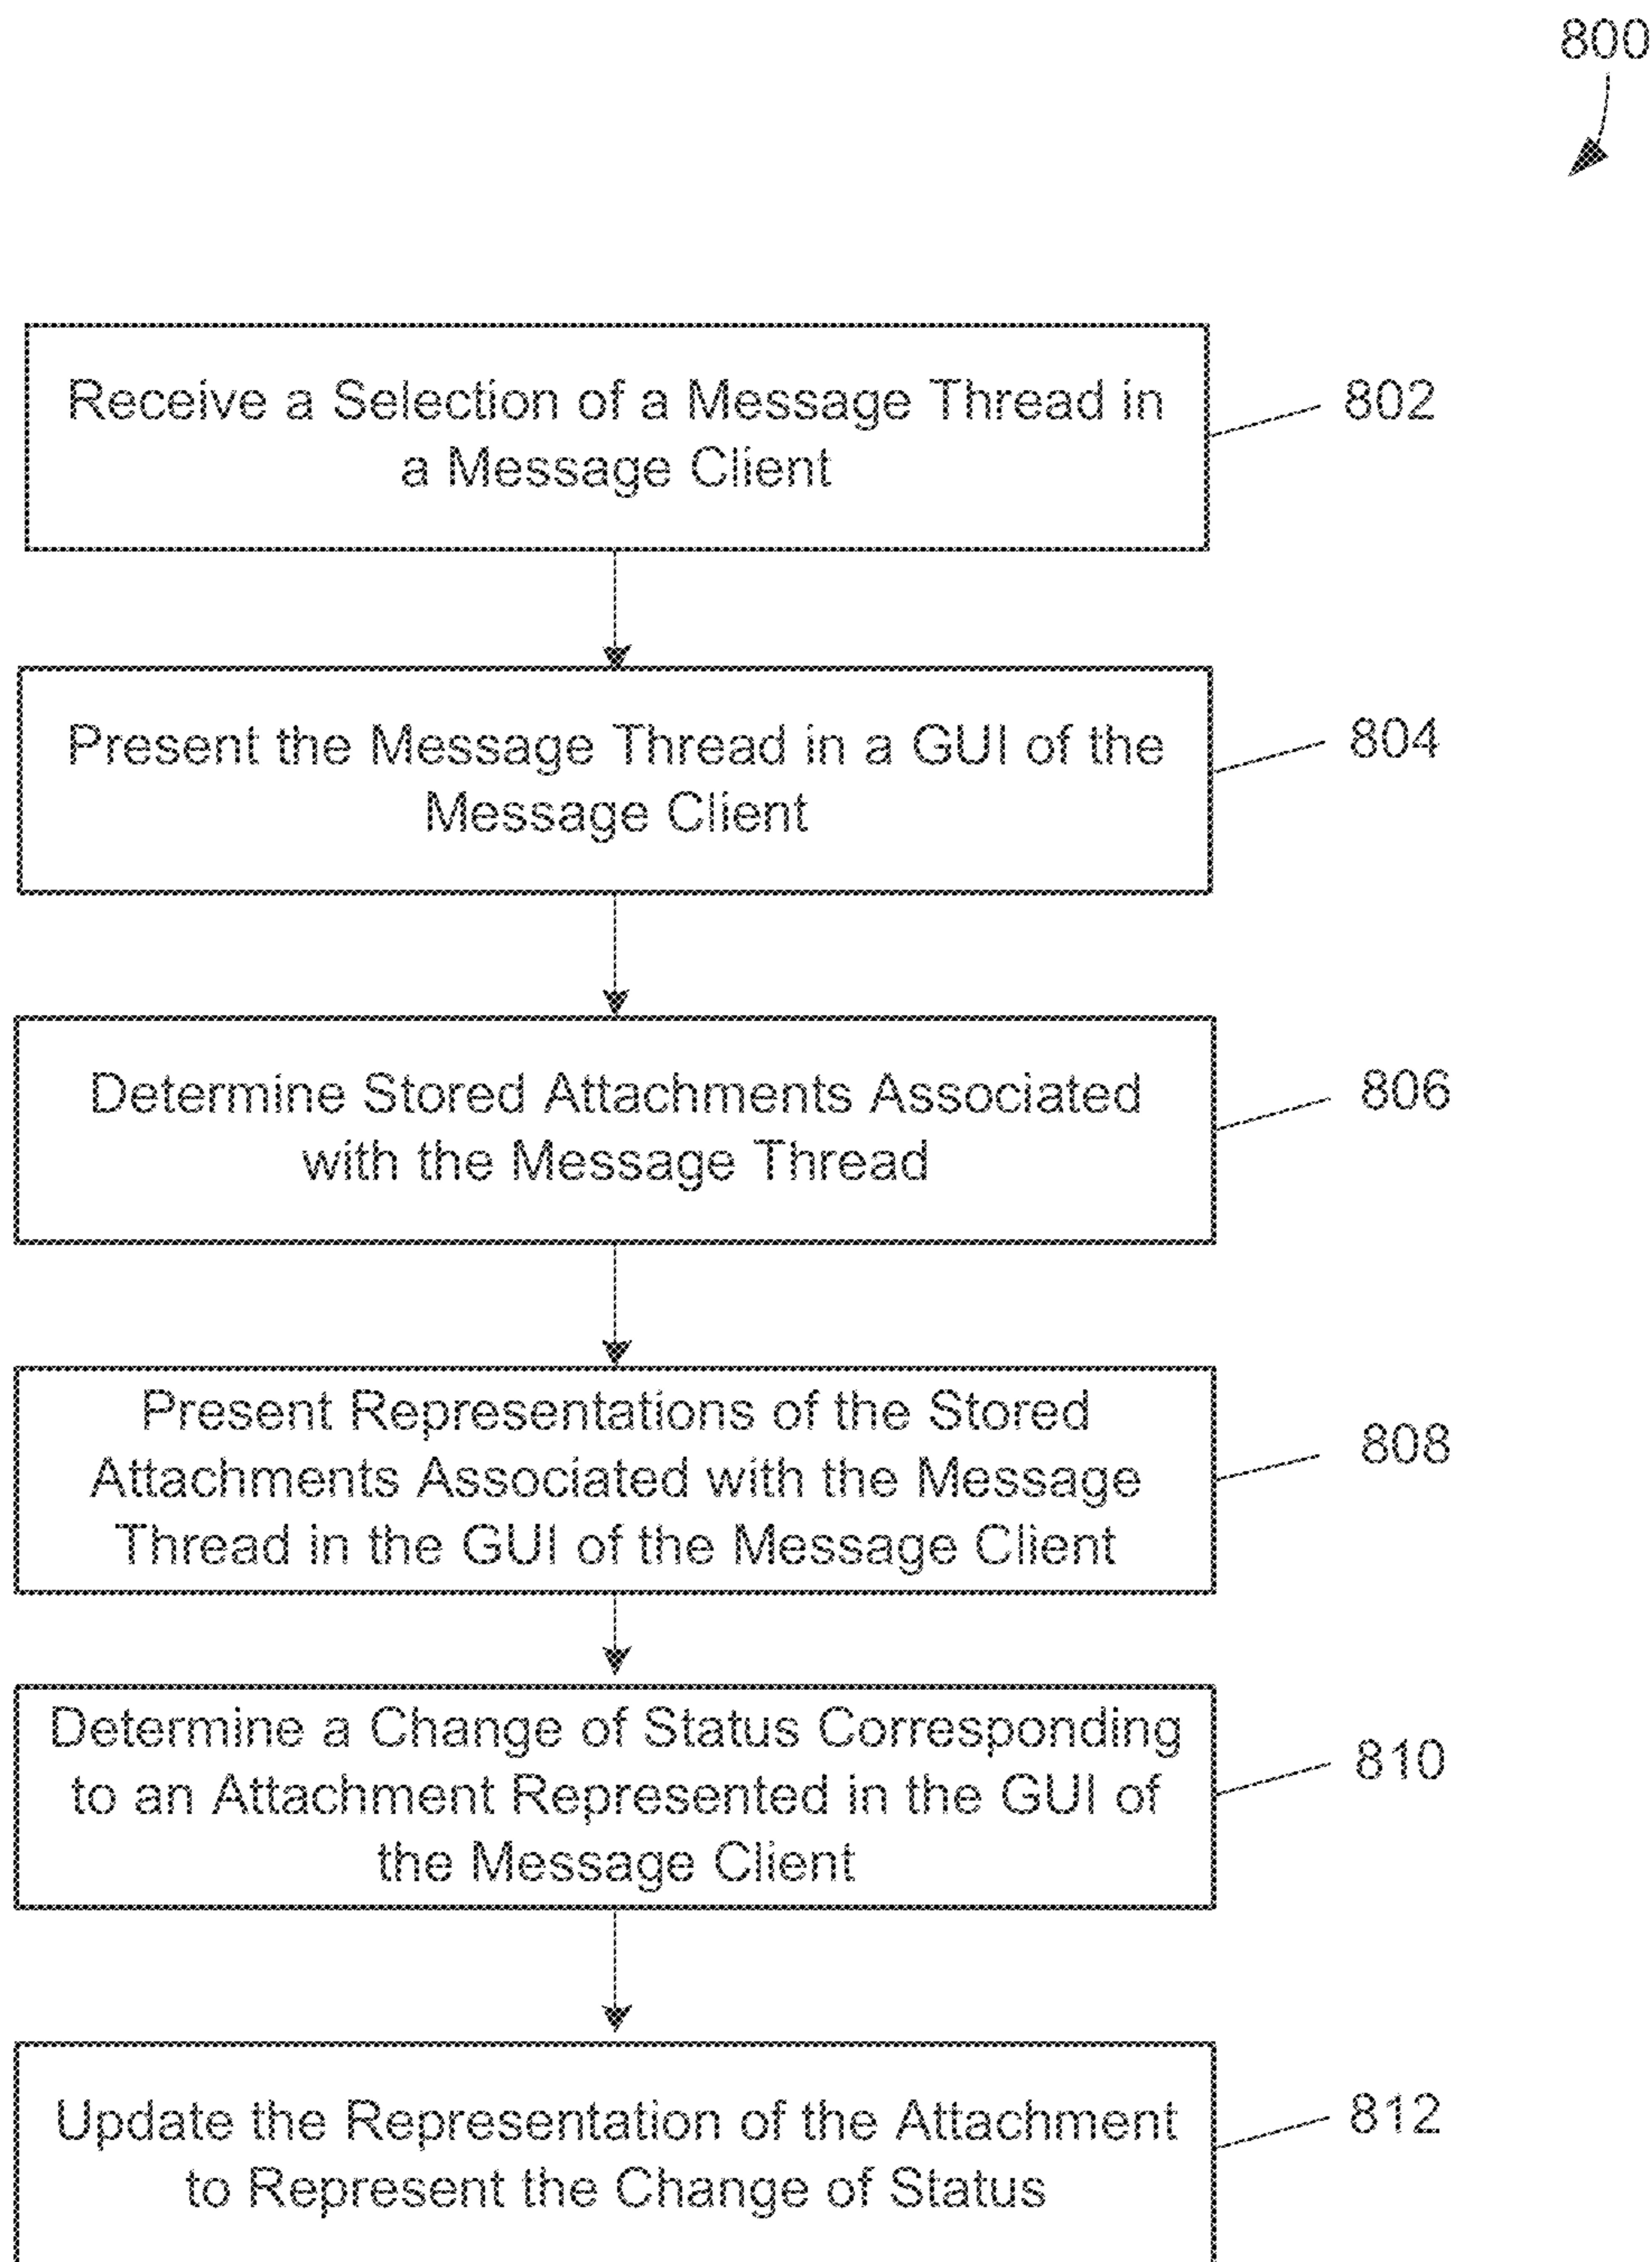 800
Receive a Selection of a Message Thread in
a Message Client
802
Present the Message Thread in a GUI of the
Message Client
804
Determine Stored Attachments Associated
with the Message Thread
806
Present Representations of the Stored
Attachments Associated with the Message
Thread in the GUI of the Message Client
808
Determine a Change of Status Corresponding
to an Attachment Represented in the GUI of
the Message Client
810
Update the Representation of the Attachment
to Represent the Change of Status
812